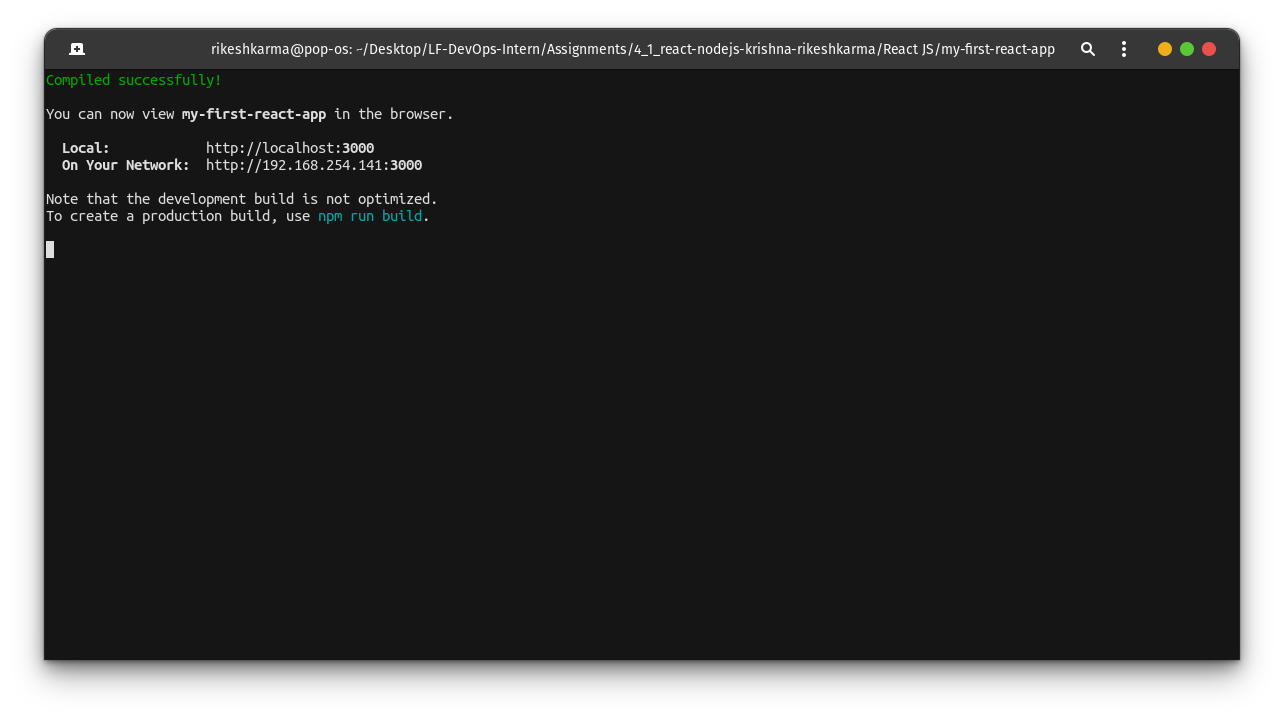 rikeshkarma@pop-os: ~/Desktop/LF-DevOps-Intern/Assignments/4_1_react-nodejs-krishna-rikeshkarma/React JS/my-first-react-app
Compiled successfully!
You can now view my-first-react-app in the browser.
Local: http://localhost:3000
On Your Network: http://192.168.254.141:3000
Note that the development build is not optimized.
To create a production build, use npm run build.